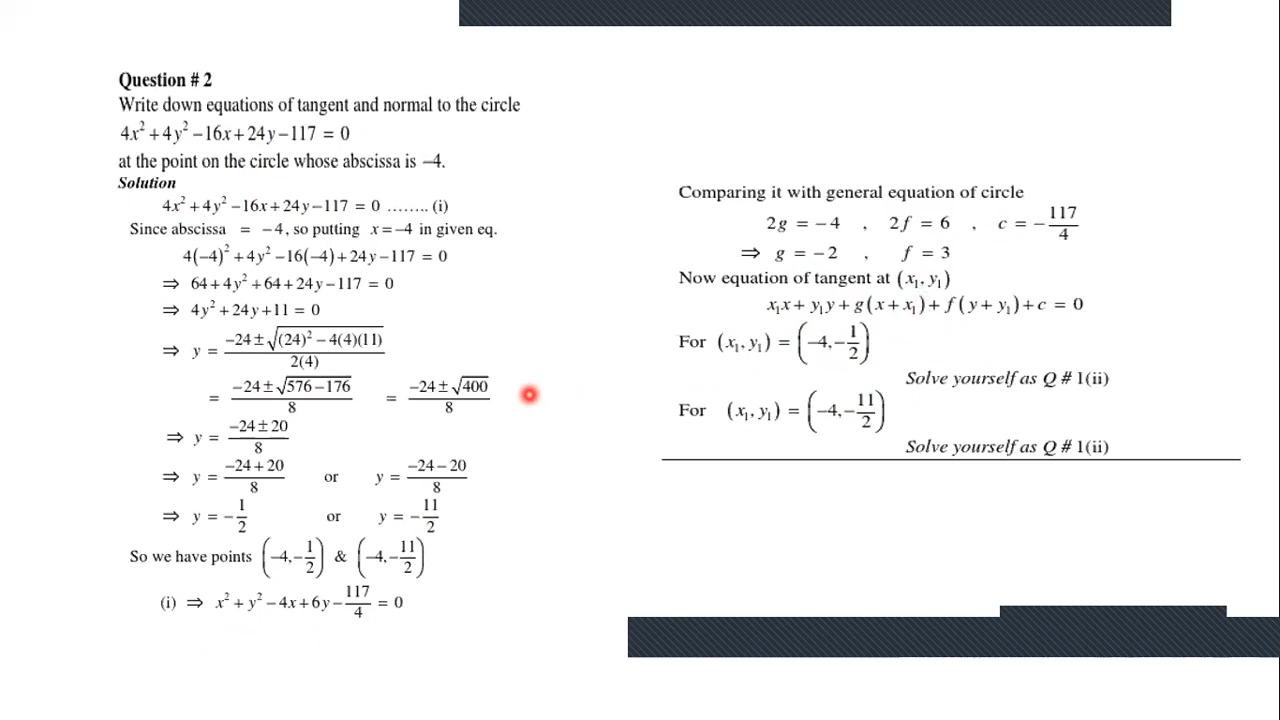 Question # 2
Write down equations of tangent and normal to the circle
4x² + 4y² − 16x + 24y − 117 = 0
at the point on the circle whose abscissa is −4.
Solution
4x² + 4y² − 16x + 24y − 117 = 0 ........ (i)
Since abscissa = −4, so putting x = −4 in given eq.
4(−4)² + 4y² − 16(−4) + 24y − 117 = 0
⇒ 64 + 4y² + 64 + 24y − 117 = 0
⇒ 4y² + 24y + 11 = 0
⇒ y = (−24 ± √((24)² − 4(4)(11))) / 2(4)
= (−24 ± √(576 − 176)) / 8 = (−24 ± √400) / 8
⇒ y = (−24 ± 20) / 8
⇒ y = (−24 + 20) / 8 or y = (−24 − 20) / 8
⇒ y = −1/2 or y = −11/2
So we have points (−4, −1/2) & (−4, −11/2)
(i) ⇒ x² + y² − 4x + 6y − 117/4 = 0
Comparing it with general equation of circle
2g = −4 , 2f = 6 , c = −117/4
⇒ g = −2 , f = 3
Now equation of tangent at (x₁, y₁)
x₁x + y₁y + g(x + x₁) + f(y + y₁) + c = 0
For (x₁, y₁) = (−4, −1/2)
Solve yourself as Q # 1(ii)
For (x₁, y₁) = (−4, −11/2)
Solve yourself as Q # 1(ii)